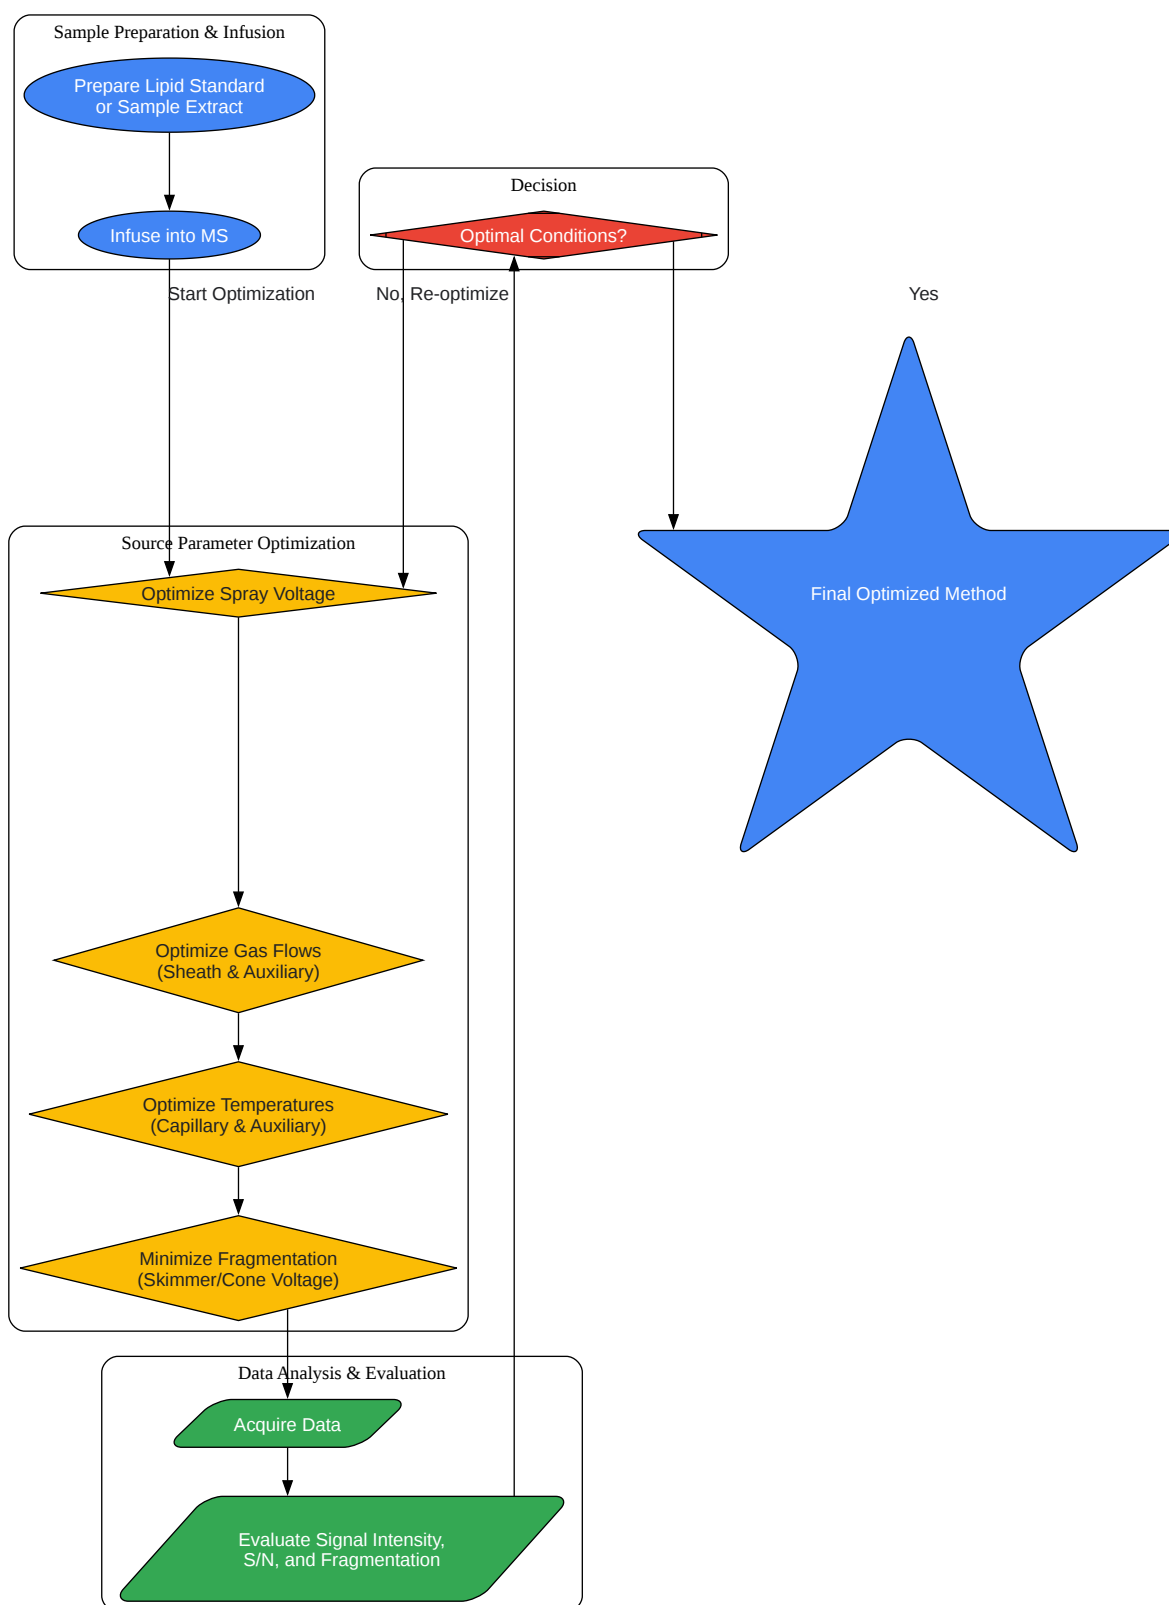 Sample Preparation & Infusion
Prepare Lipid Standard
or Sample Extract
Infuse into MS
Start Optimization
Decision
Optimal Conditions?
No, Re-optimize
Yes
Final Optimized Method
Source Parameter Optimization
Optimize Spray Voltage
Optimize Gas Flows
(Sheath & Auxiliary)
Optimize Temperatures
(Capillary & Auxiliary)
Minimize Fragmentation
(Skimmer/Cone Voltage)
Data Analysis & Evaluation
Acquire Data
Evaluate Signal Intensity,
S/N, and Fragmentation